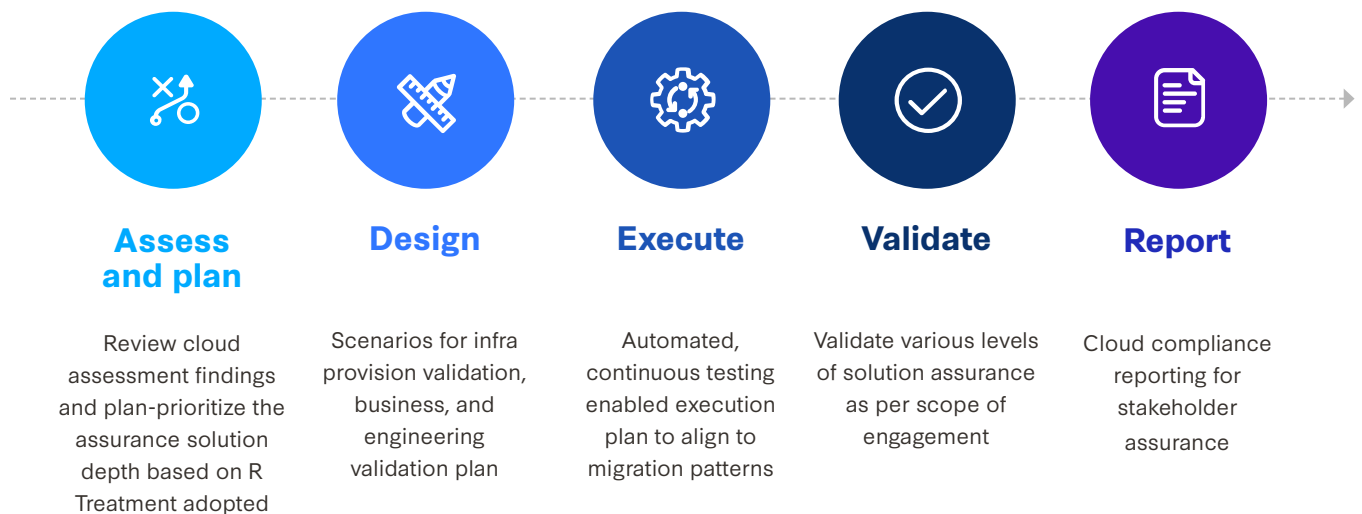 Assess
and plan
Review cloud
assessment findings
and plan-prioritize the
assurance solution
depth based on R
Treatment adopted
Design
Scenarios for infra
provision validation,
business, and
engineering
validation plan
Execute
Automated,
continuous testing
enabled execution
plan to align to
migration patterns
Validate
Validate various levels
of solution assurance
as per scope of
engagement
Report
Cloud compliance
reporting for
stakeholder
assurance